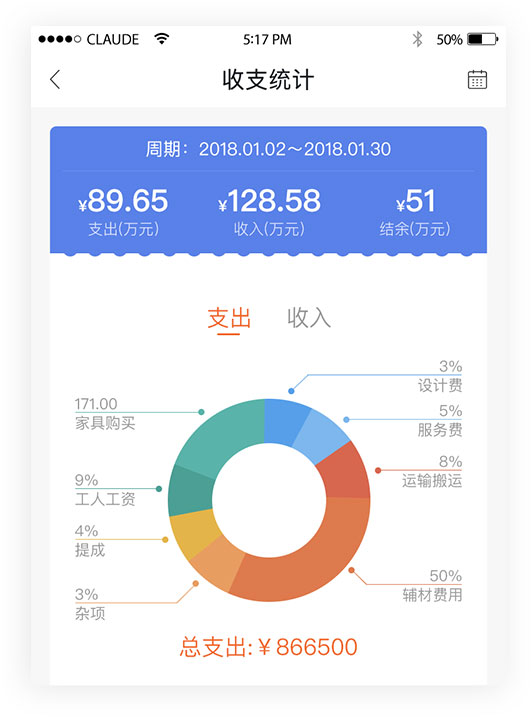 CLAUDE 5:17 PM 50%
收支统计
周期：2018.01.02～2018.01.30
¥89.65 ¥128.58 ¥51
支出(万元) 收入(万元) 结余(万元)
支出 收入
3%
设计费
171.00
家具购买
5%
服务费
8%
运输搬运
9%
工人工资
4%
提成
50%
辅材费用
3%
杂项
总支出:￥866500